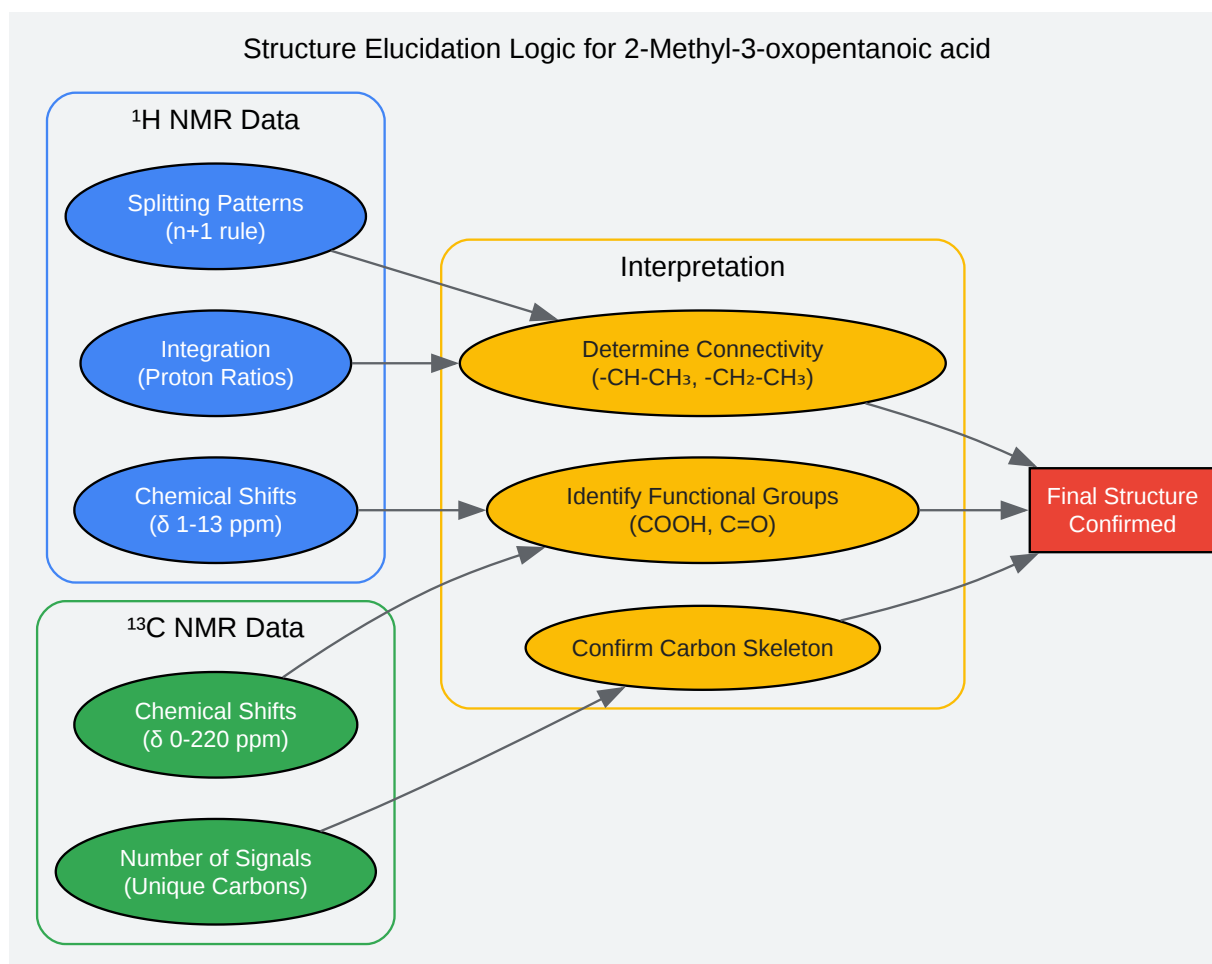 Structure Elucidation Logic for 2-Methyl-3-oxopentanoic acid
¹H NMR Data
Splitting Patterns
(n+1 rule)
Integration
(Proton Ratios)
Chemical Shifts
(δ 1-13 ppm)
¹³C NMR Data
Chemical Shifts
(δ 0-220 ppm)
Number of Signals
(Unique Carbons)
Interpretation
Determine Connectivity
(-CH-CH₃, -CH₂-CH₃)
Identify Functional Groups
(COOH, C=O)
Confirm Carbon Skeleton
Final Structure
Confirmed